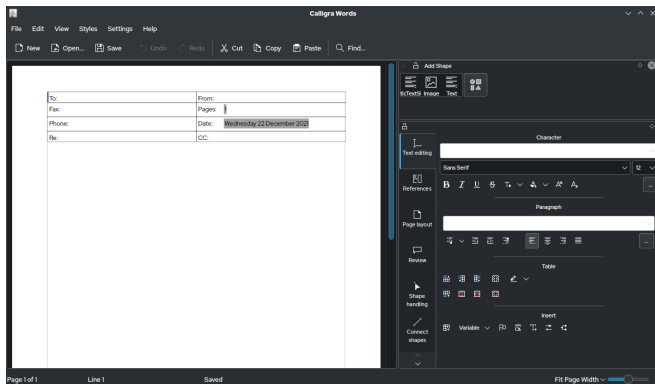 Calligra Words
File Edit View Styles Settings Help
New Open... Save Undo Redo Cut Copy Paste Find...
To: From:
Fax: Pages: 1
Phone: Date: Wednesday 22 December 2021
Re: CC:
Add Shape
Image Text
Text editing
References
Page layout
Review
Shape handling
Connect shapes
Character
Sans Serif 12
Paragraph
Table
Insert
Variable
Page 1 of 1 Line 1 Saved Fit Page Width